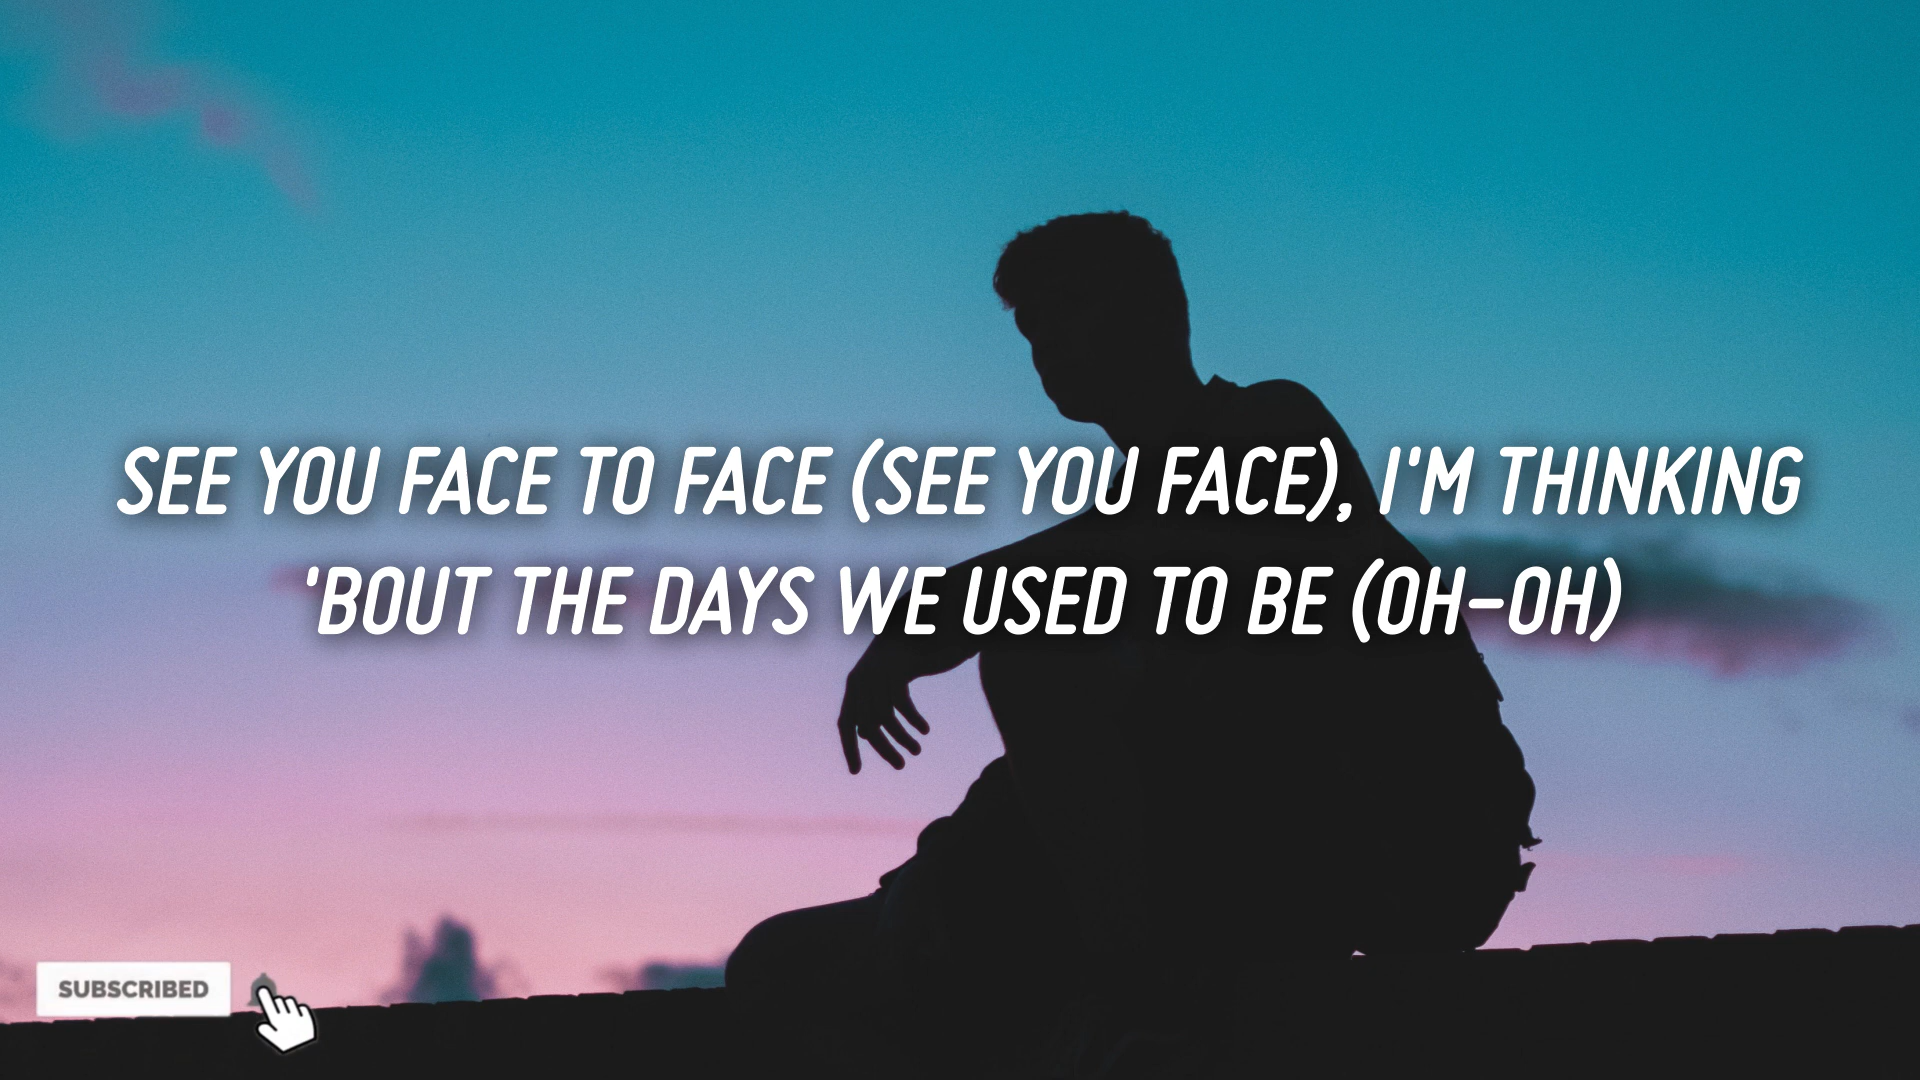 SEE YOU FACE TO FACE (SEE YOU FACE), I'M THINKING
'BOUT THE DAYS WE USED TO BE (OH-OH)
SUBSCRIBED